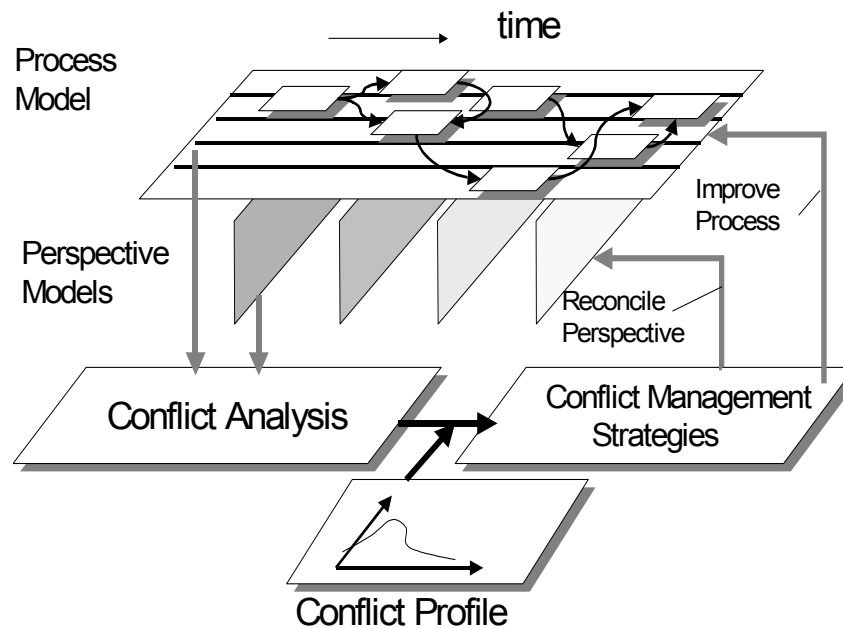 time
Process
Model
Improve
Process
Perspective
Models
Reconcile
Perspective
Conflict Analysis
Conflict Management
Strategies
Conflict Profile